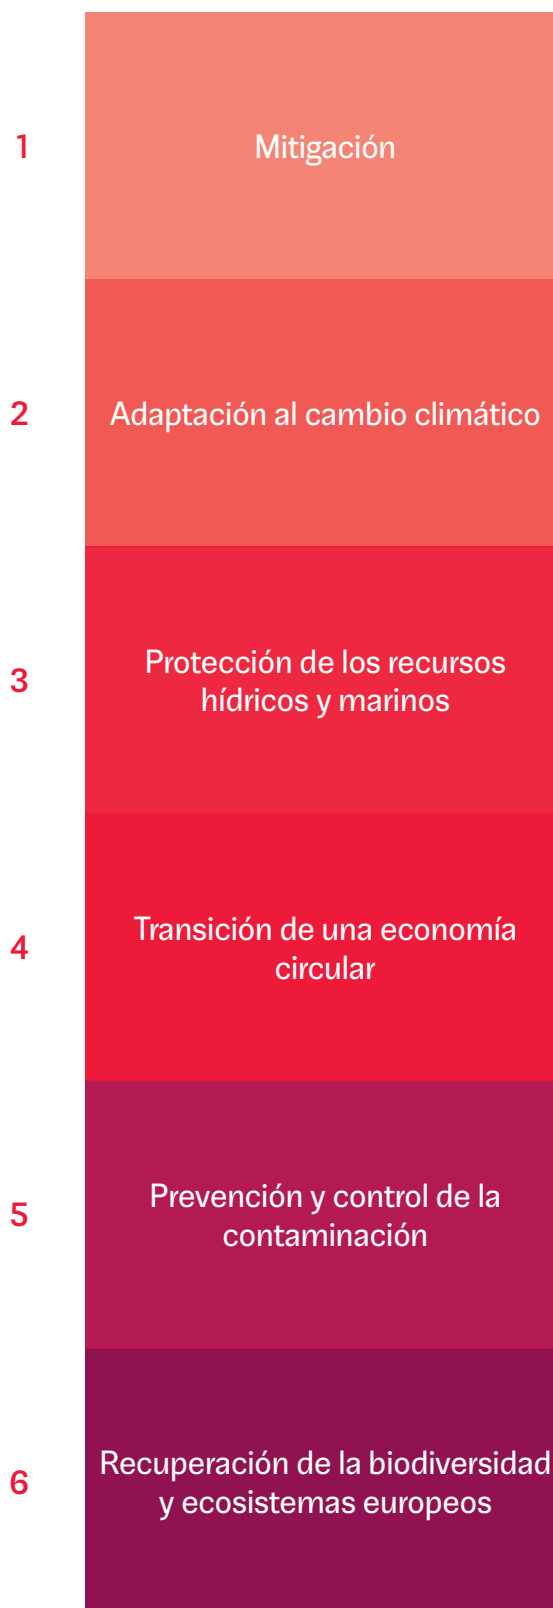 1
Mitigación
2
Adaptación al cambio climático
3
Protección de los recursos
hídricos y marinos
4
Transición de una economía
circular
5
Prevención y control de la
contaminación
6
Recuperación de la biodiversidad
y ecosistemas europeos